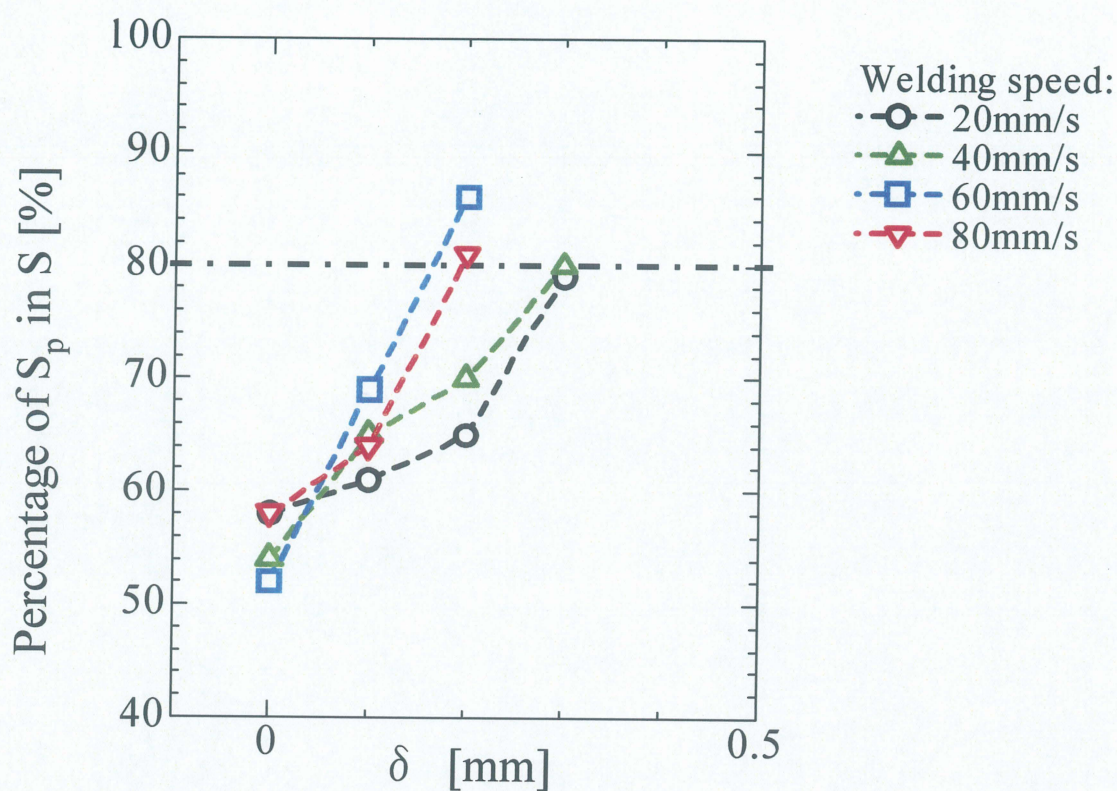 100
90
80
70
60
50
40
Percentage of Sp in S [%]
0
0.5
δ [mm]
Welding speed:
20mm/s
40mm/s
60mm/s
80mm/s